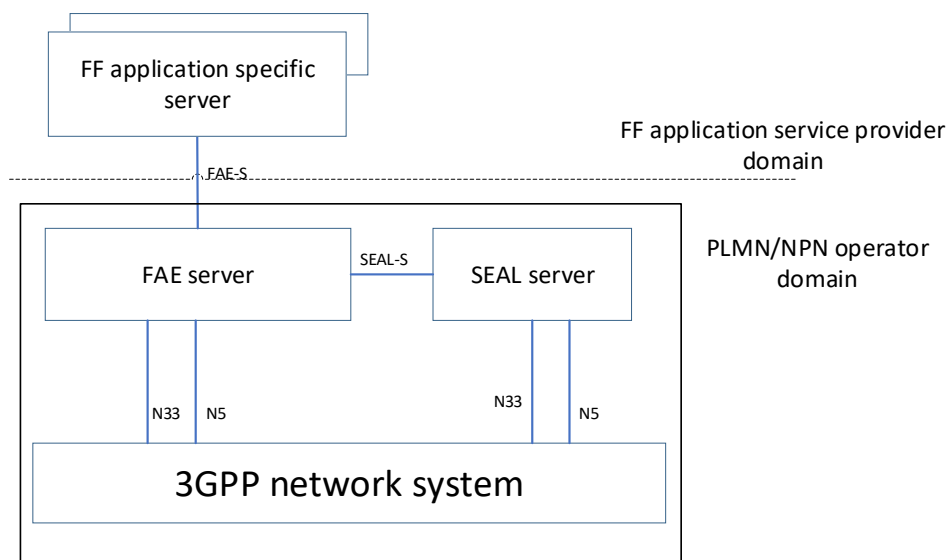 FF application specific
server
FF application service provider
domain
FAE-S
PLMN/NPN operator
domain
FAE server
SEAL-S
SEAL server
N33
N5
N33
N5
3GPP network system